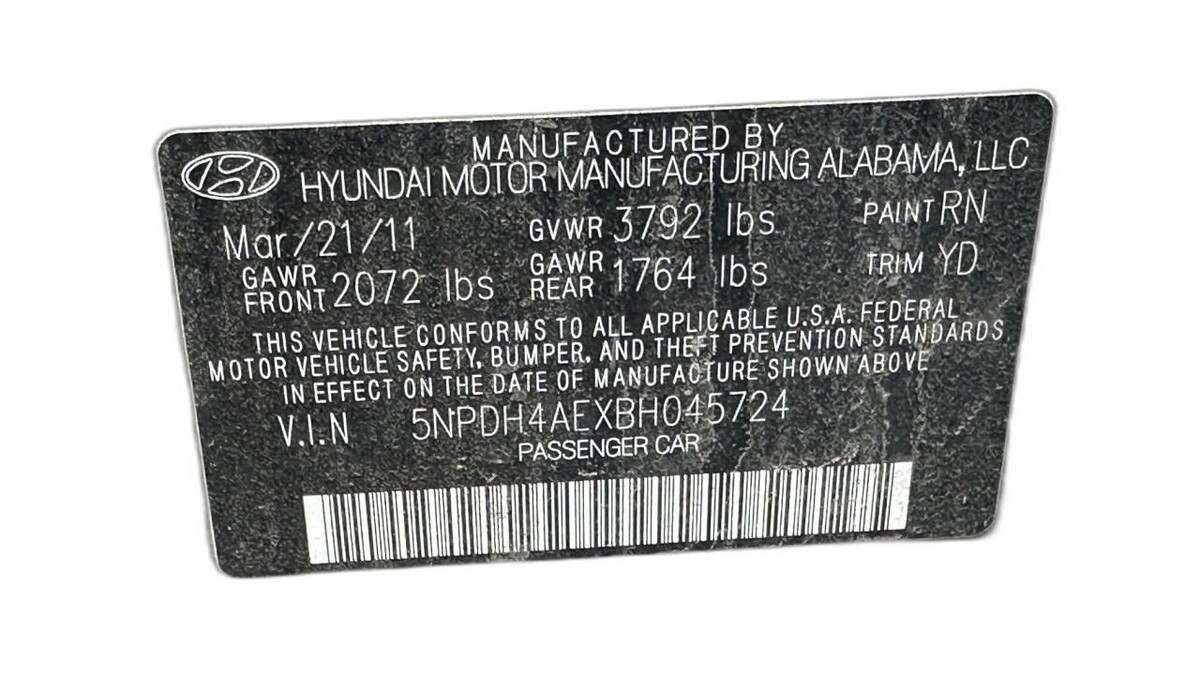 MANUFACTURED BY
HYUNDAI MOTOR MANUFACTURING ALABAMA, LLC
Mar/21/11 GVWR 3792 lbs PAINT RN
GAWR FRONT 2072 lbs GAWR REAR 1764 lbs TRIM YD
THIS VEHICLE CONFORMS TO ALL APPLICABLE U.S.A. FEDERAL
MOTOR VEHICLE SAFETY, BUMPER, AND THEFT PREVENTION STANDARDS
IN EFFECT ON THE DATE OF MANUFACTURE SHOWN ABOVE
V.I.N 5NPDH4AEXBH045724
PASSENGER CAR